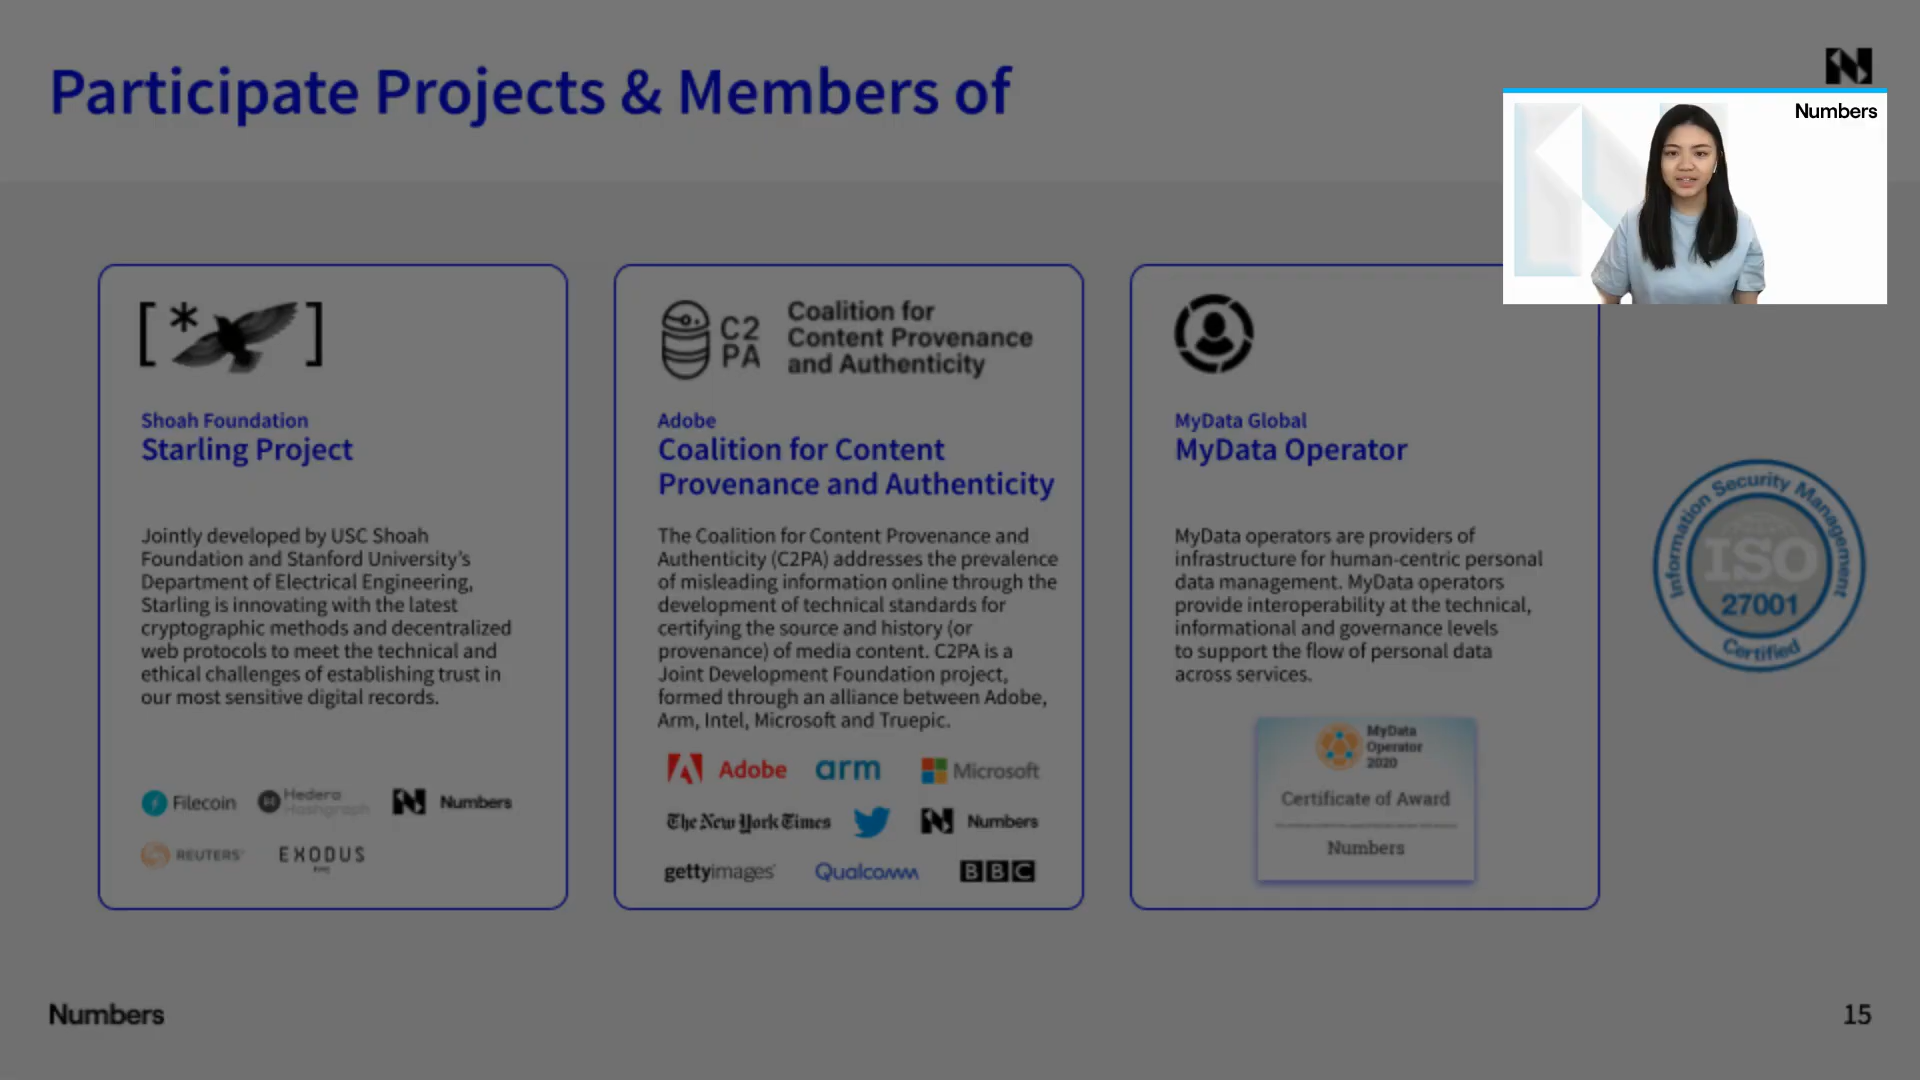 Participate Projects & Members of
Numbers
[*]
C2
PA
Coalition for
Content Provenance
and Authenticity
Shoah Foundation
Starling Project
Jointly developed by USC Shoah
Foundation and Stanford University's
Department of Electrical Engineering,
Starling is innovating with the latest
cryptographic methods and decentralized
web protocols to meet the technical and
ethical challenges of establishing trust in
our most sensitive digital records.
Filecoin
Hedera
Hashgraph
Numbers
REUTERS
EXODUS
Adobe
Coalition for Content
Provenance and Authenticity
The Coalition for Content Provenance and
Authenticity (C2PA) addresses the prevalence
of misleading information online through the
development of technical standards for
certifying the source and history (or
provenance) of media content. C2PA is a
Joint Development Foundation project,
formed through an alliance between Adobe,
Arm, Intel, Microsoft and Truepic.
Adobe
arm
Microsoft
The New York Times
Numbers
gettyimages
Qualcomm
BBC
MyData Global
MyData Operator
MyData operators are providers of
infrastructure for human-centric personal
data management. MyData operators
provide interoperability at the technical,
informational and governance levels
to support the flow of personal data
across services.
MyData
Operator
2020
Certificate of Award
Numbers
Information Security Management
ISO
27001
Certified
Numbers
15